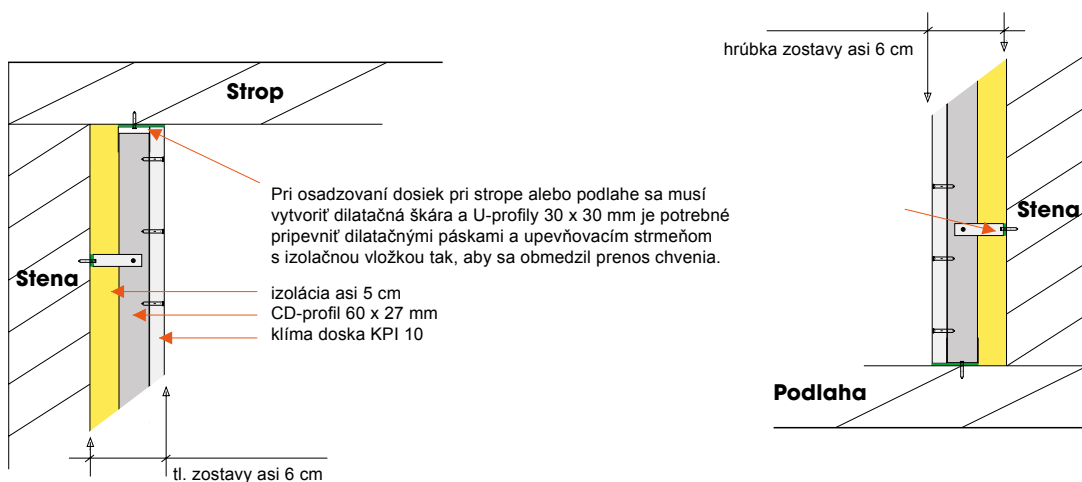 hrúbka zostavy asi 6 cm
Strop
Pri osadzovaní dosiek pri strope alebo podlahe sa musí
vytvoriť dilatačná škára a U-profily 30 x 30 mm je potrebné
pripevniť dilatačnými páskami a upevňovacím strmeňom
s izolačnou vložkou tak, aby sa obmedzil prenos chvenia.
Stena
Stena
izolácia asi 5 cm
CD-profil 60 x 27 mm
klíma doska KPI 10
Podlaha
tl. zostavy asi 6 cm